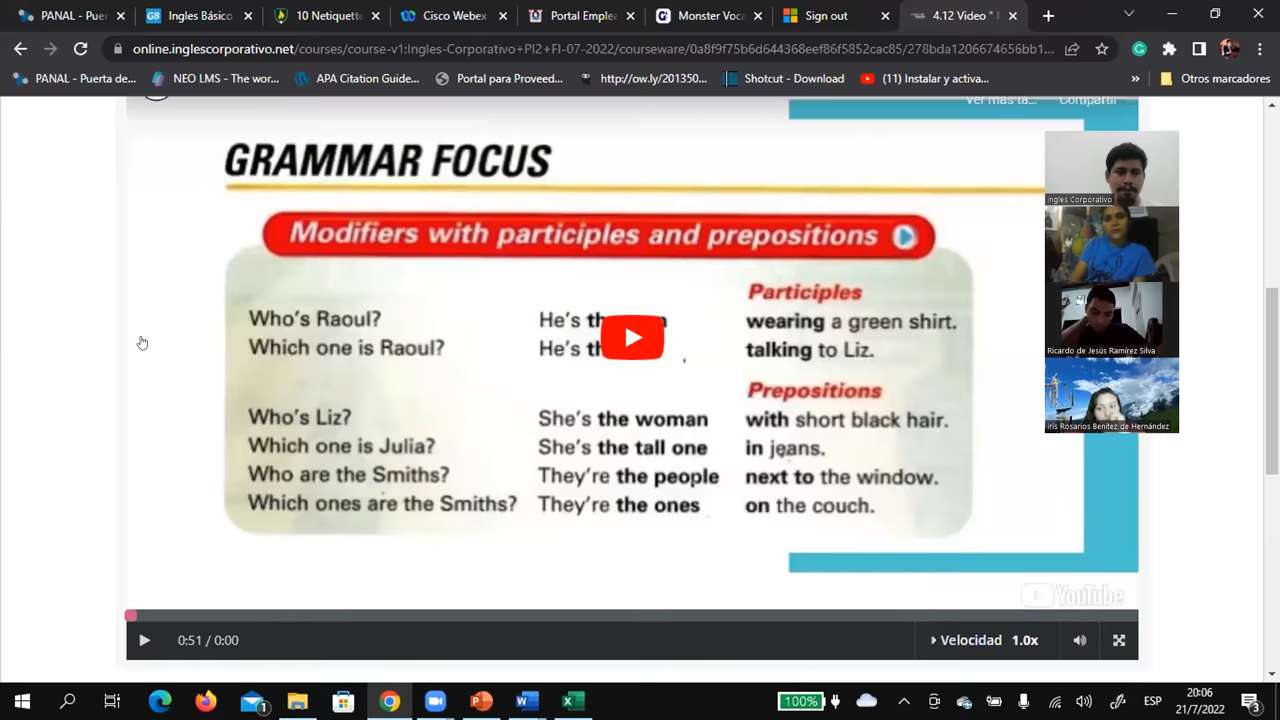 PANAL - Puer
Ingles Básico
10 Netiquet
Cisco Webex
Portal Emplea
Monster Voca
Sign out
4.12 Video
online.inglescorporativo.net/courses/course-v1:Ingles-Corporativo+PI2+FI-07-2022/courseware/0a8f9f75b6d644368eef86f5852cac85/278bda1206674656bb1...
PANAL - Puerta de...
NEO LMS - The wor...
APA Citation Guide...
Portal para Proveed...
http://ow.ly/201350...
Shotcut - Download
(11) Instalar y activa...
»
Otros marcadores
Ver más ta...
Compartir
GRAMMAR FOCUS
Modifiers with participles and prepositions
Participles
Who's Raoul? He's wearing a green shirt.
Which one is Raoul? He's talking to Liz.
Prepositions
Who's Liz? She's the woman with short black hair.
Which one is Julia? She's the tall one in jeans.
Who are the Smiths? They're the people next to the window.
Which ones are the Smiths? They're the ones on the couch.
Ingles Corporativo
Ricardo de Jesús Ramírez Silva
Iris Rosarios Benítez de Hernández
YouTube
0:51 / 0:00
Velocidad 1.0x
100%
ESP
20:06
21/7/2022
1
3